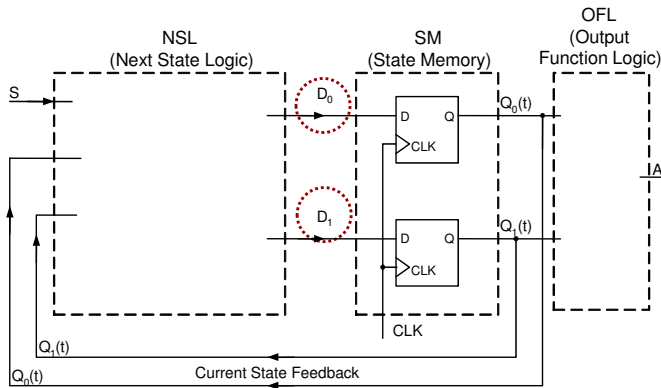 NSL
(Next State Logic)
SM
(State Memory)
OFL
(Output
Function Logic)
S
D0
D Q
CLK
Q0(t)
A
D1
D Q
CLK
Q1(t)
CLK
Q1(t)
Q0(t)
Current State Feedback